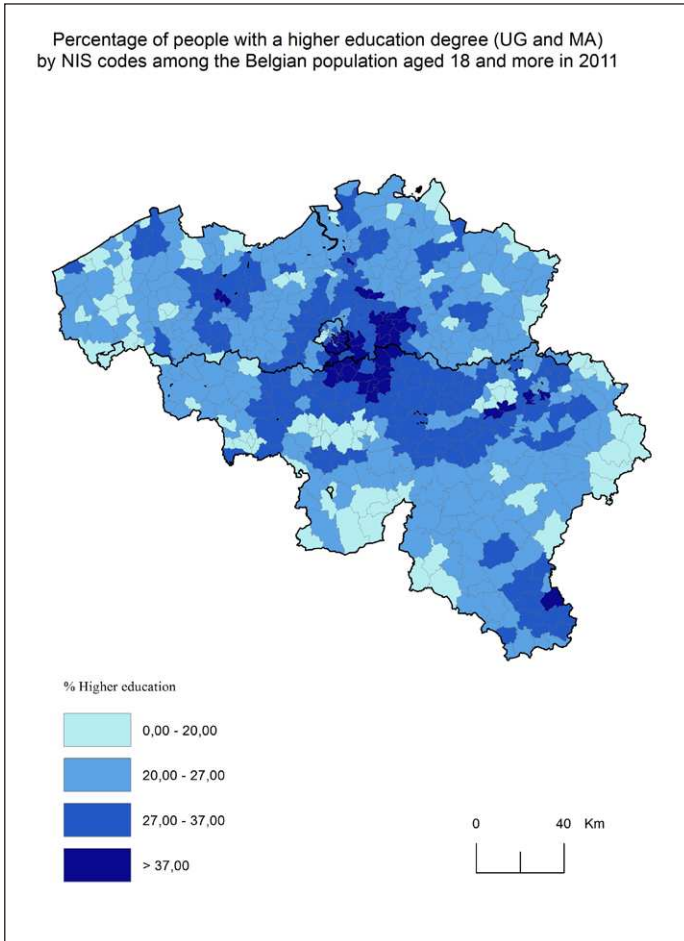 Percentage of people with a higher education degree (UG and MA)
by NIS codes among the Belgian population aged 18 and more in 2011
% Higher education
0,00 - 20,00
20,00 - 27,00
27,00 - 37,00
> 37,00
0 40 Km